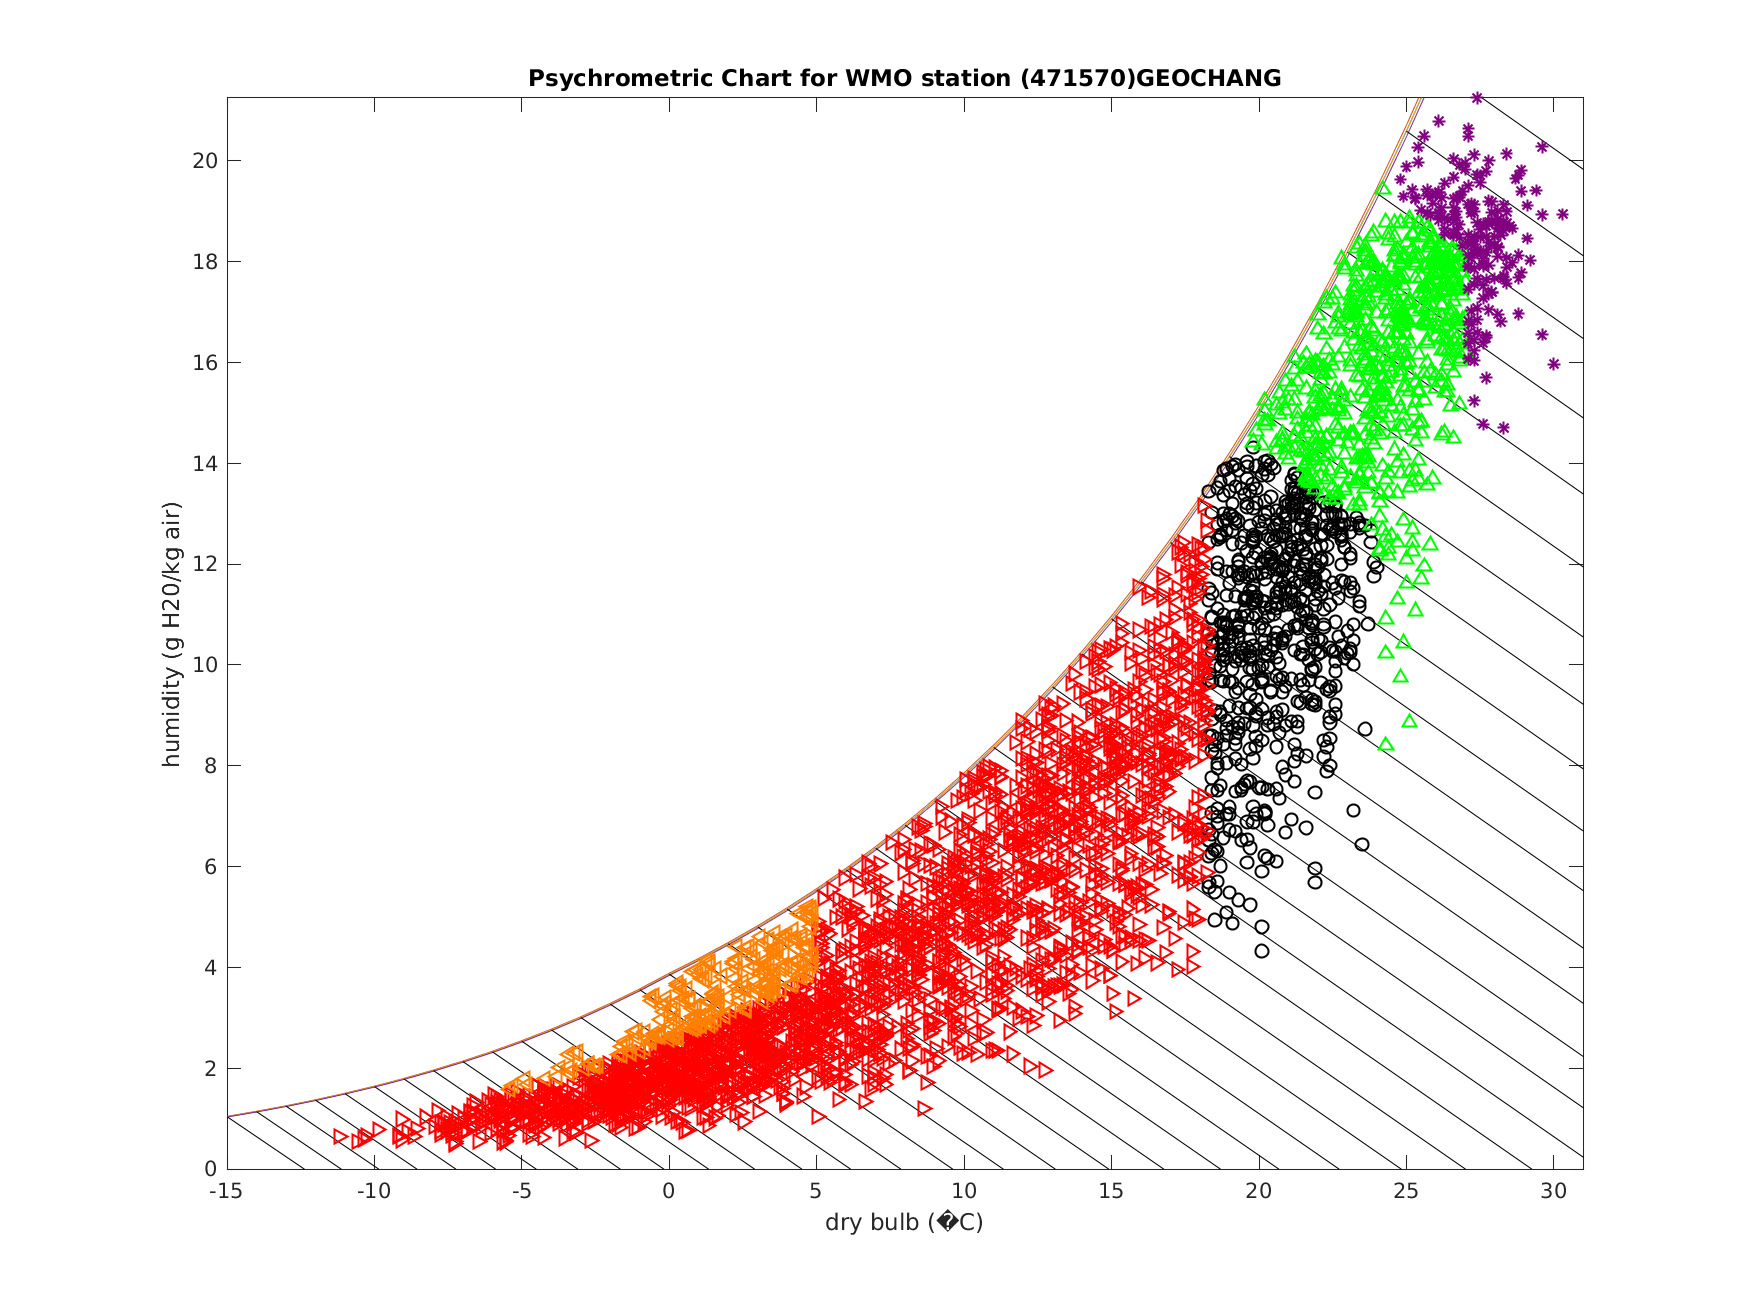 Psychrometric Chart for WMO station (471570)GEOCHANG
humidity (g H20/kg air)
20
18
16
14
12
10
8
6
4
2
0
-15 -10 -5 0 5 10 15 20 25 30
dry bulb (�C)